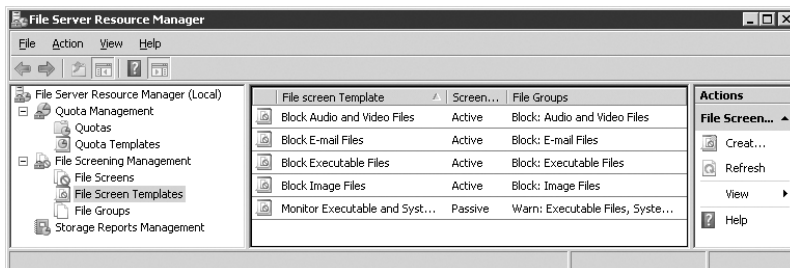 File Server Resource Manager
File Action View Help
File Server Resource Manager (Local)
Quota Management
Quotas
Quota Templates
File Screening Management
File Screens
File Screen Templates
File Groups
Storage Reports Management
File screen Template Screen... File Groups
Block Audio and Video Files Active Block: Audio and Video Files
Block E-mail Files Active Block: E-mail Files
Block Executable Files Active Block: Executable Files
Block Image Files Active Block: Image Files
Monitor Executable and Syst... Passive Warn: Executable Files, Syste...
Actions
File Screen...
Creat...
Refresh
View
Help